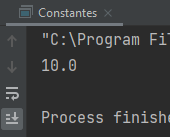 Constantes
"C:\Program Fi
10.0
Process finishe